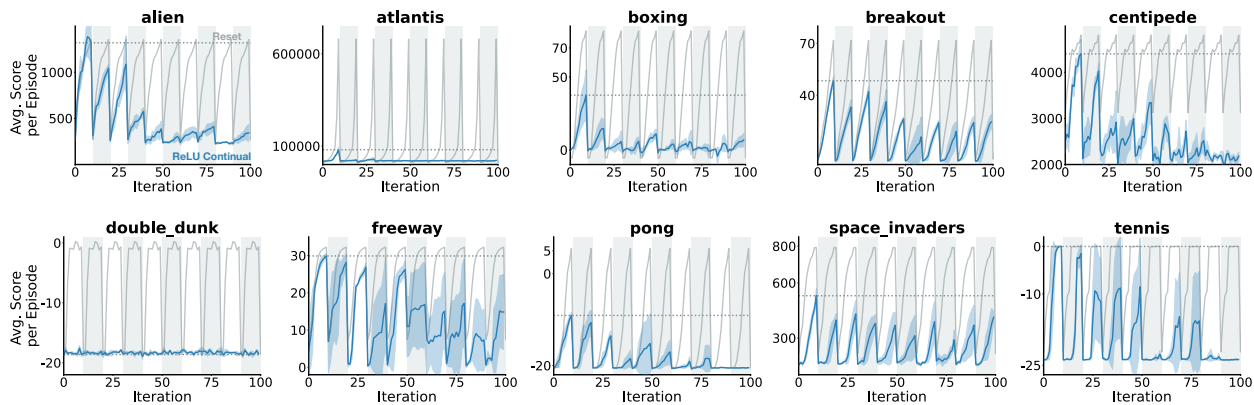 alien
atlantis
boxing
breakout
centipede
Avg. Score
per Episode
1000
500
Reset
ReLU Continual
0 25 50 75 100
Iteration
600000
100000
0 25 50 75 100
Iteration
80
50
0
0 25 50 75 100
Iteration
71
48
0 25 50 75 100
Iteration
4000
3000
2000
0 25 50 75 100
Iteration
double_dunk
freeway
pong
space_invaders
tennis
Avg. Score
per Episode
0
-10
-20
0 25 50 75 100
Iteration
30
20
10
0
0 25 50 75 100
Iteration
5
0
-20
0 25 50 75 100
Iteration
800
600
300
0 25 50 75 100
Iteration
0
-10
-25
0 25 50 75 100
Iteration